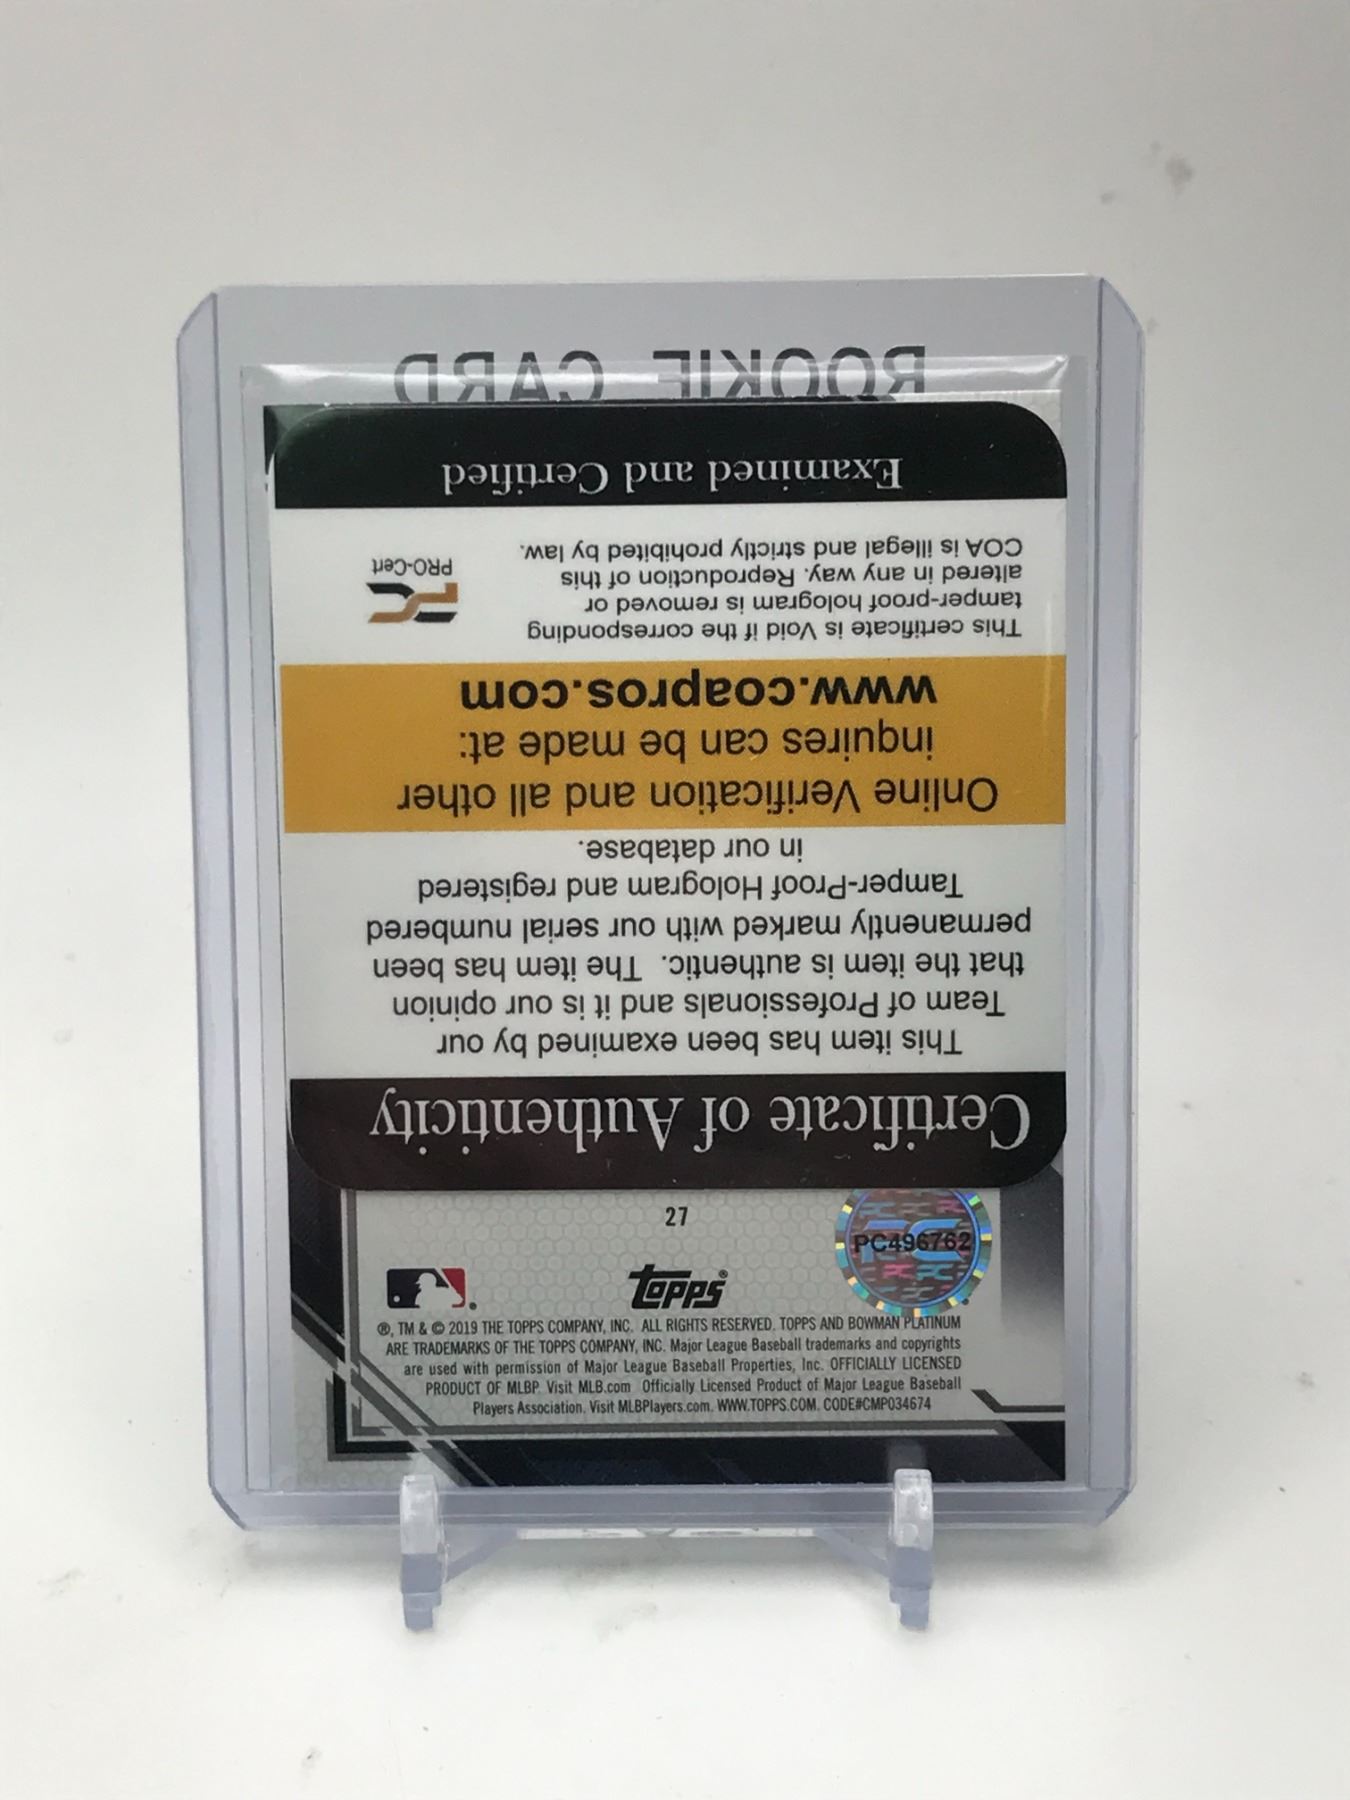 ROOKIE CARD
Certificate of Authenticity
This item has been examined by our
Team of Professionals and it is our opinion
that the item is authentic. The item has been
permanently marked with our serial numbered
Tamper-Proof Hologram and registered
in our database.
Online Verification and all other
inquires can be made at:
www.coapros.com
This certificate is Void if the corresponding
tamper-proof hologram is removed or
altered in any way. Reproduction of this
COA is illegal and strictly prohibited by law.
PC
PRO-Cert
Examined and Certified
27
PC496762
TOPPS®
®, TM & © 2019 THE TOPPS COMPANY, INC. ALL RIGHTS RESERVED. TOPPS AND BOWMAN PLATINUM
ARE TRADEMARKS OF THE TOPPS COMPANY, INC. Major League Baseball trademarks and copyrights
are used with permission of Major League Baseball Properties, Inc. OFFICIALLY LICENSED
PRODUCT OF MLBP. Visit MLB.com Officially Licensed Product of Major League Baseball
Players Association. Visit MLBPlayers.com. WWW.TOPPS.COM. CODE#CMP034674